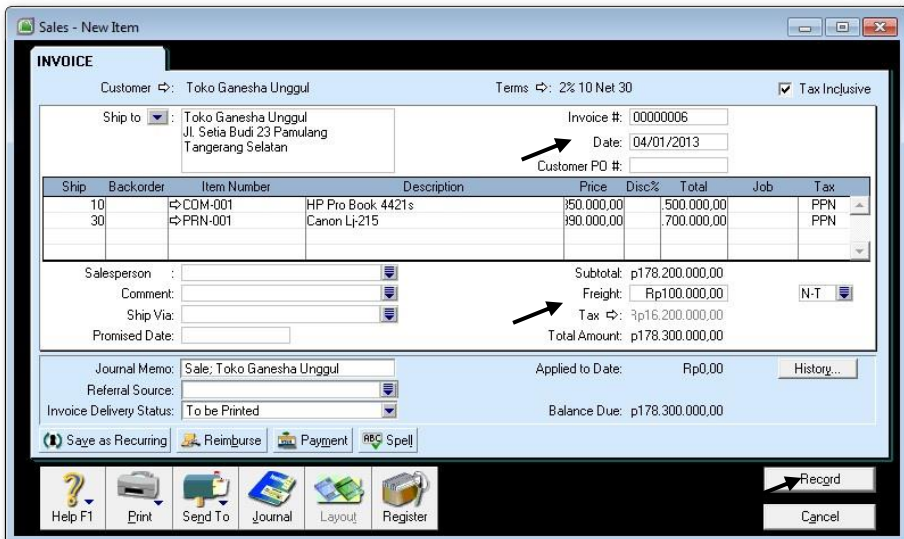 Sales - New Item
INVOICE
Customer ⇨: Toko Ganesha Unggul Terms ⇨: 2% 10 Net 30 Tax Inclusive
Ship to : Toko Ganesha Unggul Invoice #: 00000006
Jl. Setia Budi 23 Pamulang Date: 04/01/2013
Tangerang Selatan Customer PO #:
Ship Backorder Item Number Description Price Disc% Total Job Tax
10 ⇨COM-001 HP Pro Book 4421s 350.000,00 .500.000,00 PPN
30 ⇨PRN-001 Canon Lj-215 390.000,00 .700.000,00 PPN
Salesperson : Subtotal: p178.200.000,00
Comment: Freight: Rp100.000,00 N-T
Ship Via: Tax ⇨: Rp16.200.000,00
Promised Date: Total Amount: p178.300.000,00
Journal Memo: Sale; Toko Ganesha Unggul Applied to Date: Rp0,00 History...
Referral Source:
Invoice Delivery Status: To be Printed Balance Due: p178.300.000,00
Save as Recurring Reimburse Payment ABC Spell
Help F1 Print Send To Journal Layout Register Record
Cancel